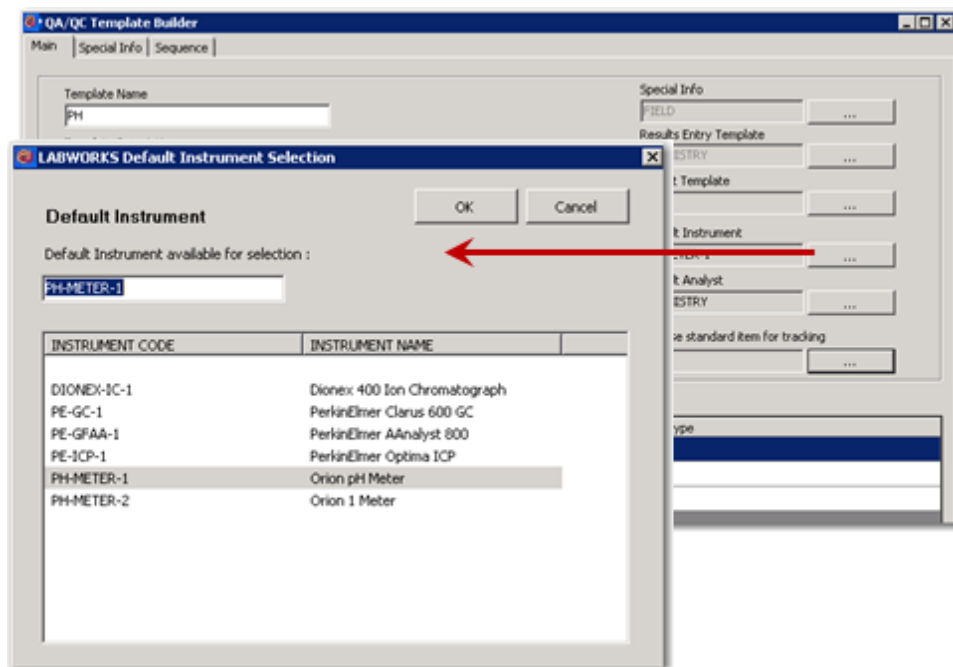 *QA/QC Template Builder
Main Special Info Sequence
Template Name
PH
Special Info
FIELD
...
Results Entry Template
ISTRY
...
t Template
...
LABWORKS Default Instrument Selection
Default Instrument
OK Cancel
Default Instrument available for selection :
PH-METER-1
t Instrument
...
t Analyst
ISTRY
...
se standard item for tracking
...
ype
INSTRUMENT CODE INSTRUMENT NAME
DIONEX-IC-1 Dionex 400 Ion Chromatograph
PE-GC-1 PerkinElmer Clarus 600 GC
PE-GFAA-1 PerkinElmer AAnalyst 800
PE-ICP-1 PerkinElmer Optima ICP
PH-METER-1 Orion pH Meter
PH-METER-2 Orion 1 Meter